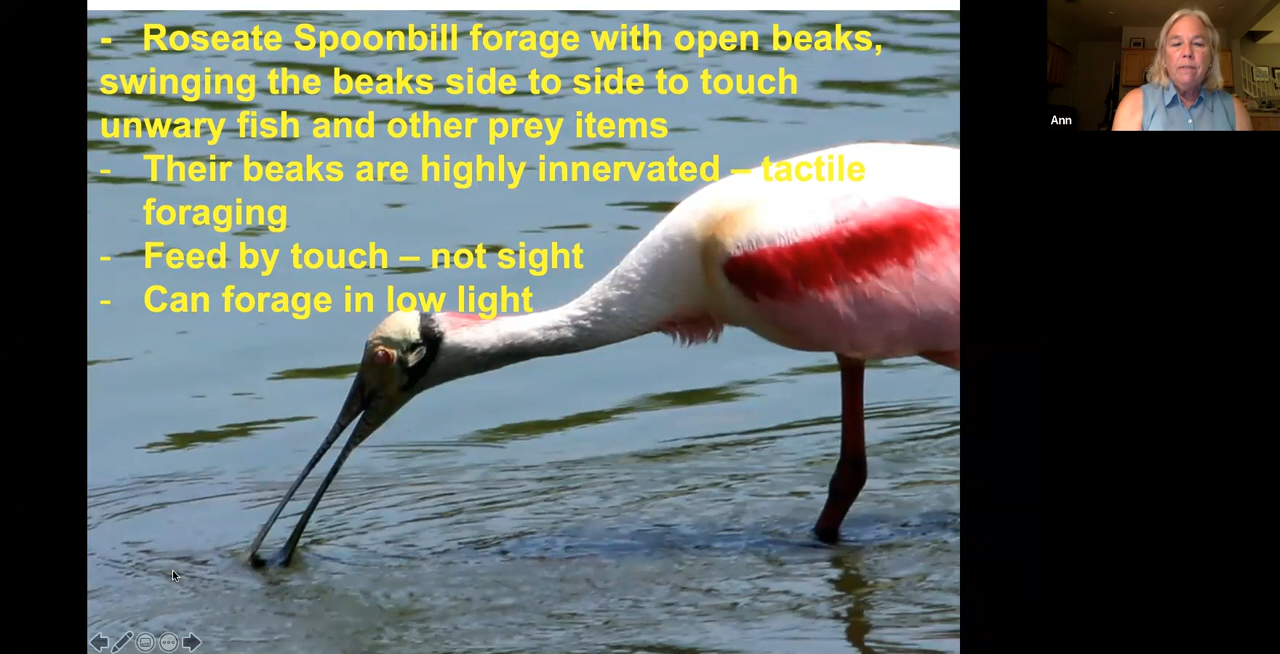 - Roseate Spoonbill forage with open beaks,
swinging the beaks side to side to touch
unwary fish and other prey items
- Their beaks are highly innervated – tactile
foraging
- Feed by touch – not sight
- Can forage in low light
Ann